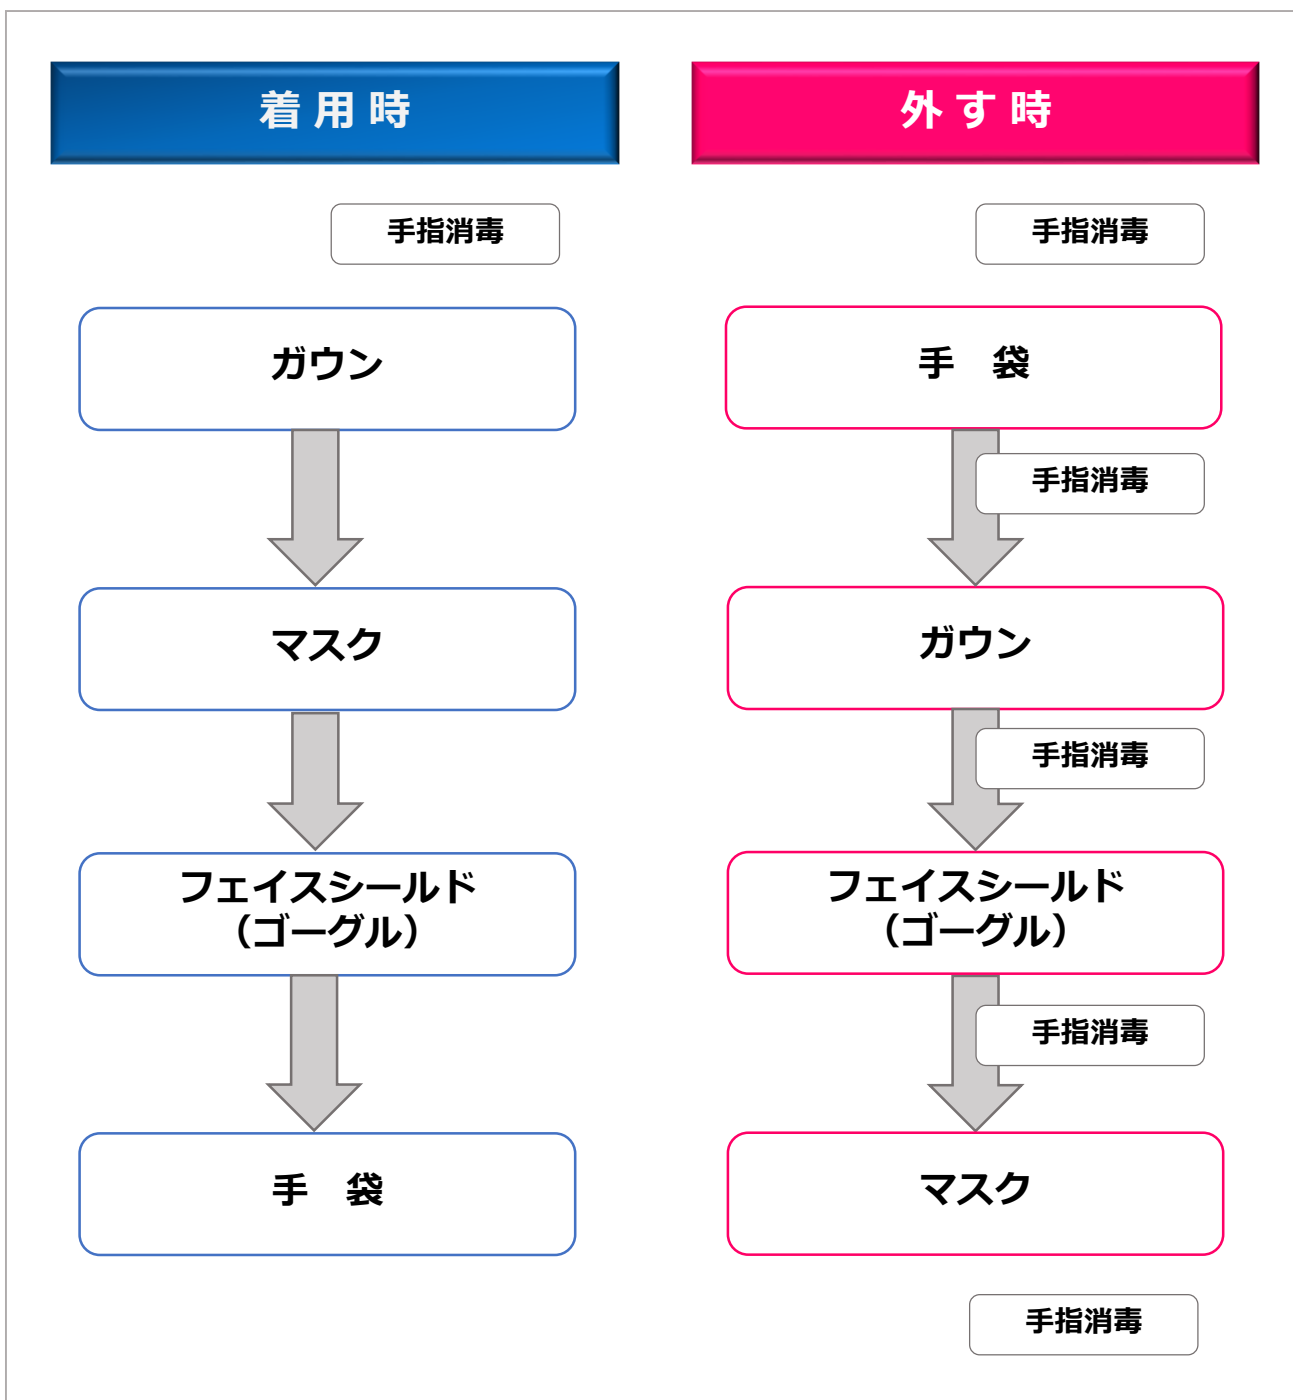 着用時
手指消毒
ガウン
マスク
フェイスシールド
（ゴーグル）
手　袋
外す時
手指消毒
手　袋
手指消毒
ガウン
手指消毒
フェイスシールド
（ゴーグル）
手指消毒
マスク
手指消毒